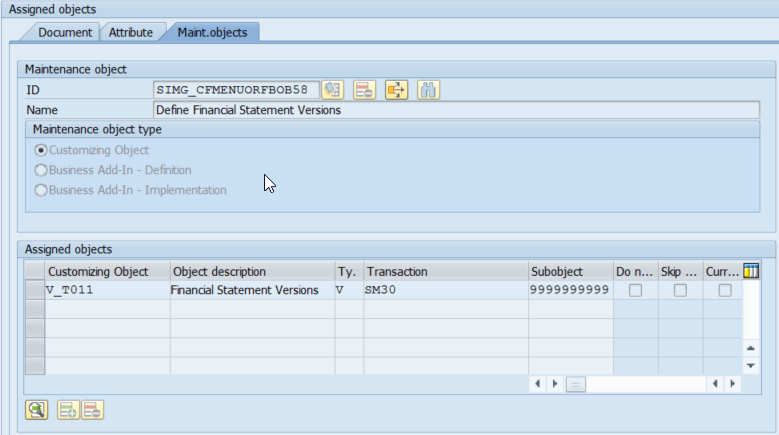 Assigned objects
Document Attribute Maint.objects
Maintenance object
ID SIMG_CFMENUORFBOB58
Name Define Financial Statement Versions
Maintenance object type
Customizing Object
Business Add-In - Definition
Business Add-In - Implementation
Assigned objects
Customizing Object Object description Ty. Transaction Subobject Do n... Skip ... Curr...
V_T011 Financial Statement Versions V SM30 9999999999